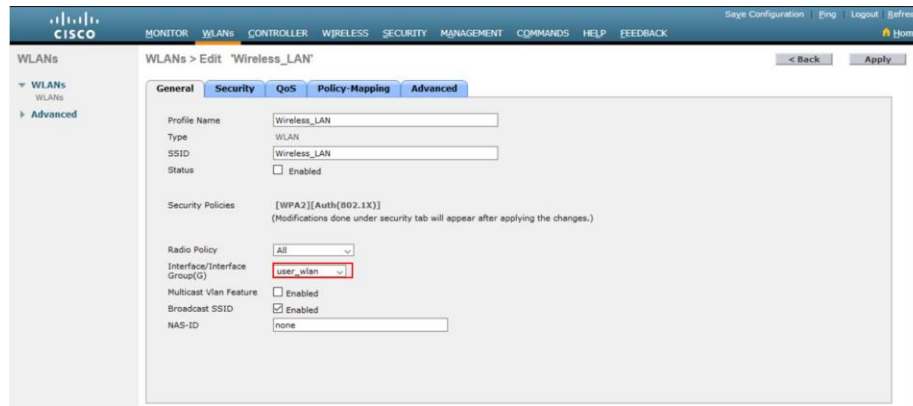 Save Configuration Ping Logout Refres
CISCO MONITOR WLANs CONTROLLER WIRELESS SECURITY MANAGEMENT COMMANDS HELP FEEDBACK Hom
WLANs WLANs > Edit 'Wireless_LAN' < Back Apply
WLANs
WLANs
Advanced
General Security QoS Policy-Mapping Advanced
Profile Name Wireless_LAN
Type WLAN
SSID Wireless_LAN
Status Enabled
Security Policies [WPA2][Auth(802.1X)]
(Modifications done under security tab will appear after applying the changes.)
Radio Policy All
Interface/Interface
Group(G) user_wlan
Multicast Vlan Feature Enabled
Broadcast SSID Enabled
NAS-ID none